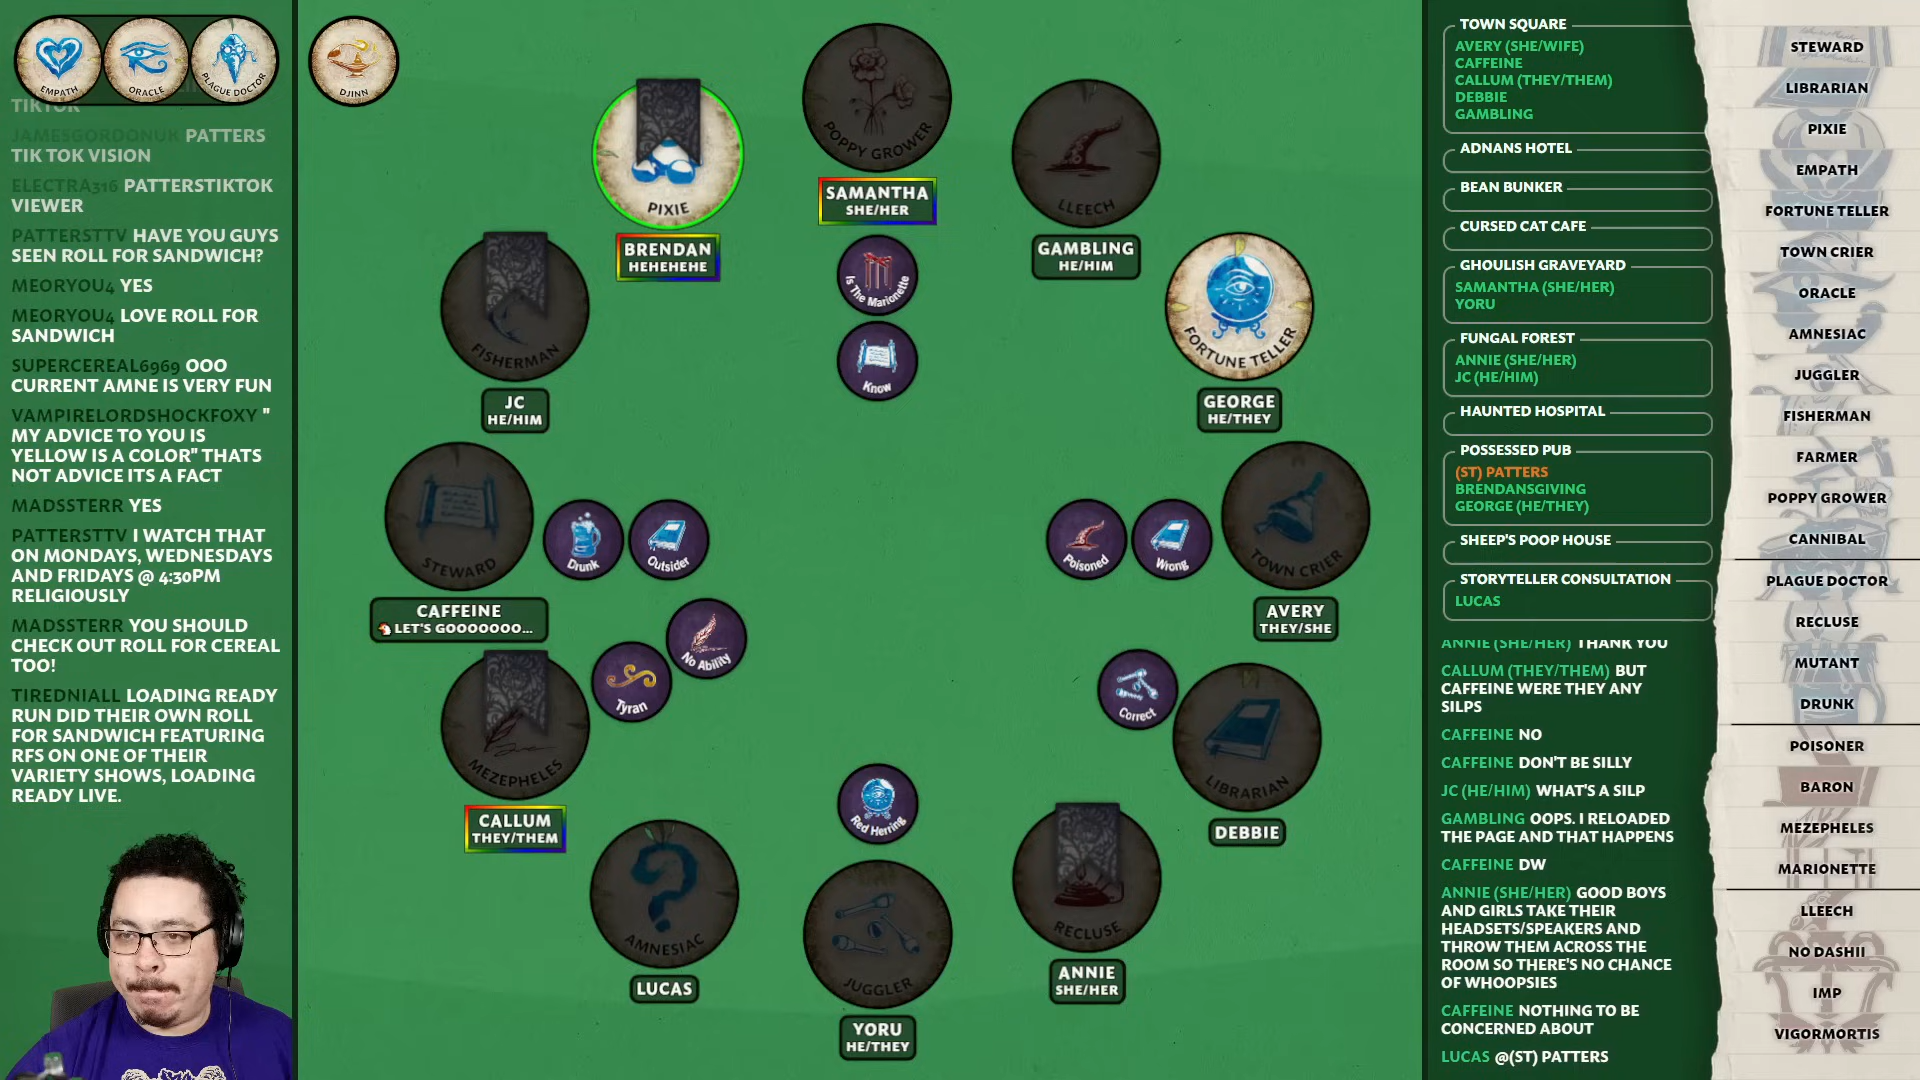 EMPATH
ORACLE
PLAGUE DOCTOR
DJINN
TIKTOK
JAMESGORDONUK PATTERS
TIK TOK VISION
ELECTRA316 PATTERSTIKTOK
VIEWER
PATTERSTTV HAVE YOU GUYS
SEEN ROLL FOR SANDWICH?
MEORYOU4 YES
MEORYOU4 LOVE ROLL FOR
SANDWICH
SUPERCEREAL6969 OOO
CURRENT AMNE IS VERY FUN
VAMPIRELORDSHOCKFOXY "
MY ADVICE TO YOU IS
YELLOW IS A COLOR" THATS
NOT ADVICE ITS A FACT
MADSSTERR YES
PATTERSTTV I WATCH THAT
ON MONDAYS, WEDNESDAYS
AND FRIDAYS @ 4:30PM
RELIGIOUSLY
MADSSTERR YOU SHOULD
CHECK OUT ROLL FOR CEREAL
TOO!
TIREDNIALL LOADING READY
RUN DID THEIR OWN ROLL
FOR SANDWICH FEATURING
RFS ON ONE OF THEIR
VARIETY SHOWS, LOADING
READY LIVE.
POPPY GROWER
SAMANTHA
SHE/HER
Is The Marionette
Know
PIXIE
BRENDAN
HEHEHEHE
LLEECH
GAMBLING
HE/HIM
FISHERMAN
JC
HE/HIM
FORTUNE TELLER
GEORGE
HE/THEY
STEWARD
CAFFEINE
LET'S GOOOOOOO...
Drunk
Outsider
Poisoned
Wrong
TOWN CRIER
AVERY
THEY/SHE
MEZEPHELES
CALLUM
THEY/THEM
Tyran
No Ability
Correct
LIBRARIAN
DEBBIE
AMNESIAC
LUCAS
Red Herring
JUGGLER
YORU
HE/THEY
RECLUSE
ANNIE
SHE/HER
TOWN SQUARE
AVERY (SHE/WIFE)
CAFFEINE
CALLUM (THEY/THEM)
DEBBIE
GAMBLING
ADNANS HOTEL
BEAN BUNKER
CURSED CAT CAFE
GHOULISH GRAVEYARD
SAMANTHA (SHE/HER)
YORU
FUNGAL FOREST
ANNIE (SHE/HER)
JC (HE/HIM)
HAUNTED HOSPITAL
POSSESSED PUB
(ST) PATTERS
BRENDANSGIVING
GEORGE (HE/THEY)
SHEEP'S POOP HOUSE
STORYTELLER CONSULTATION
LUCAS
ANNIE (SHE/HER) THANK YOU
CALLUM (THEY/THEM) BUT
CAFFEINE WERE THEY ANY
SILPS
CAFFEINE NO
CAFFEINE DON'T BE SILLY
JC (HE/HIM) WHAT'S A SILP
GAMBLING OOPS. I RELOADED
THE PAGE AND THAT HAPPENS
CAFFEINE DW
ANNIE (SHE/HER) GOOD BOYS
AND GIRLS TAKE THEIR
HEADSETS/SPEAKERS AND
THROW THEM ACROSS THE
ROOM SO THERE'S NO CHANCE
OF WHOOPSIES
CAFFEINE NOTHING TO BE
CONCERNED ABOUT
LUCAS @(ST) PATTERS
STEWARD
LIBRARIAN
PIXIE
EMPATH
FORTUNE TELLER
TOWN CRIER
ORACLE
AMNESIAC
JUGGLER
FISHERMAN
FARMER
POPPY GROWER
CANNIBAL
PLAGUE DOCTOR
RECLUSE
MUTANT
DRUNK
POISONER
BARON
MEZEPHELES
MARIONETTE
LLEECH
NO DASHII
IMP
VIGORMORTIS